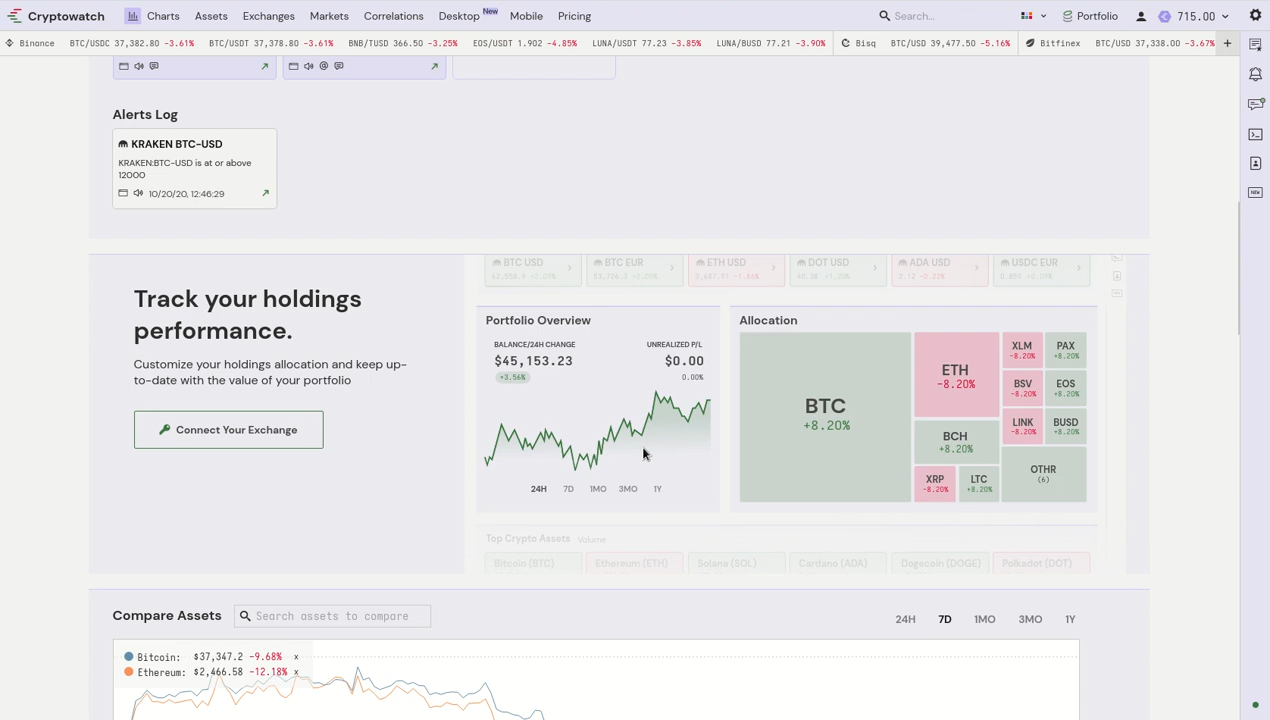 Cryptowatch
Charts Assets Exchanges Markets Correlations Desktop New Mobile Pricing
Search... Portfolio 715.00
Binance BTC/USDC 37,382.80 -3.61% BTC/USDT 37,378.80 -3.61% BNB/TUSD 366.50 -3.25% EOS/USDT 1.902 -4.85% LUNA/USDT 77.23 -3.85% LUNA/BUSD 77.21 -3.90% Bisq BTC/USD 39,477.50 -5.16% Bitfinex BTC/USD 37,338.00 -3.67% +
Alerts Log
KRAKEN BTC-USD
KRAKEN:BTC-USD is at or above
12000
10/20/20, 12:46:29
NEW
Track your holdings
performance.
Customize your holdings allocation and keep up-
to-date with the value of your portfolio
Connect Your Exchange
BTC USD BTC EUR ETH USD DOT USD ADA USD USDC EUR
Portfolio Overview
BALANCE/24H CHANGE UNREALIZED P/L
$45,153.23 $0.00
+3.56% 0.00%
24H 7D 1MO 3MO 1Y
Allocation
BTC
+8.20%
ETH
-8.20%
BCH
+8.20%
XRP
-8.20%
LTC
+8.20%
XLM
-8.20%
PAX
+8.20%
BSV
-8.20%
EOS
+8.20%
LINK
-8.20%
BUSD
+8.20%
OTHR
(6)
Top Crypto Assets Volume
Bitcoin (BTC) Ethereum (ETH) Solana (SOL) Cardano (ADA) Dogecoin (DOGE) Polkadot (DOT)
Compare Assets Search assets to compare 24H 7D 1MO 3MO 1Y
Bitcoin: $37,347.2 -9.68% x
Ethereum: $2,466.58 -12.18% x